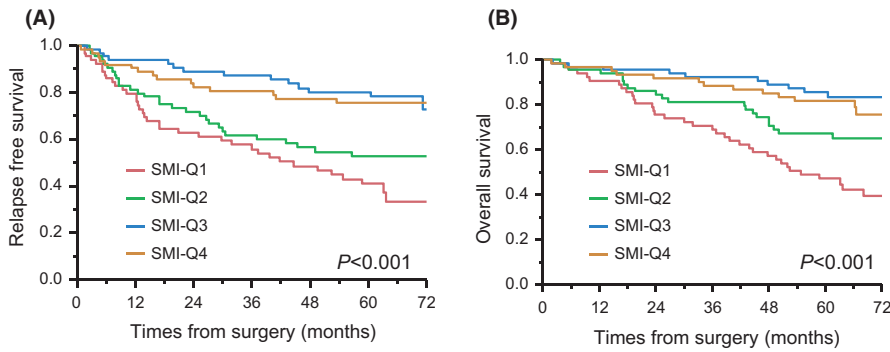 (A)
1.0
0.8
0.6
0.4
0.2
0.0
Relapse free survival
SMI-Q1
SMI-Q2
SMI-Q3
SMI-Q4
P<0.001
0 12 24 36 48 60 72
Times from surgery (months)
(B)
1.0
0.8
0.6
0.4
0.2
0.0
Overall survival
SMI-Q1
SMI-Q2
SMI-Q3
SMI-Q4
P<0.001
0 12 24 36 48 60 72
Times from surgery (months)